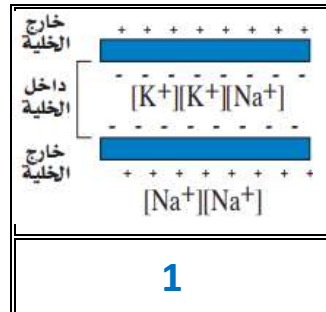 خارج
الخلية
+ + + + + + + +
- - - - - - - -
داخل
الخلية
[K+][K+][Na+]
- - - - - - - -
خارج
الخلية
+ + + + + + + +
[Na+][Na+]
1